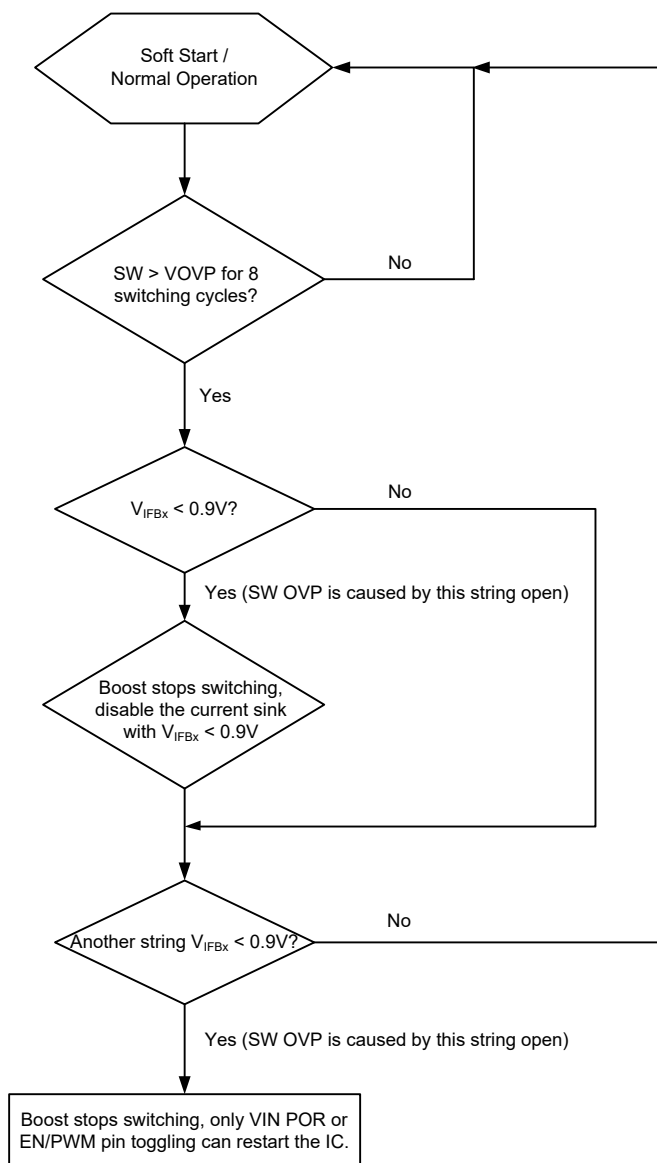 Soft Start /
Normal Operation
SW > VOVP for 8
switching cycles?
No
Yes
VIFBx < 0.9V?
No
Yes (SW OVP is caused by this string open)
Boost stops switching,
disable the current sink
with VIFBx < 0.9V
Another string VIFBx < 0.9V?
No
Yes (SW OVP is caused by this string open)
Boost stops switching, only VIN POR or
EN/PWM pin toggling can restart the IC.